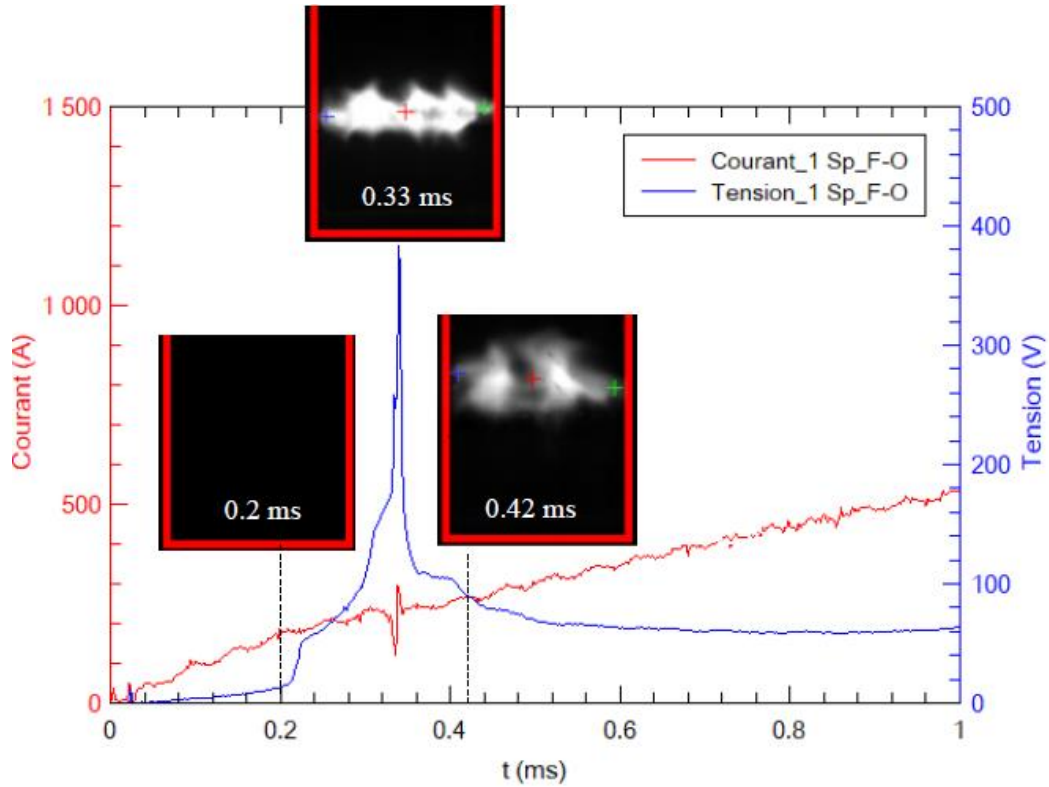 0.33 ms
0.2 ms
0.42 ms
Courant_1 Sp_F-O
Tension_1 Sp_F-O
Courant (A)
1 500
1 000
500
0
Tension (V)
500
400
300
200
100
0
0
0.2
0.4
0.6
0.8
1
t (ms)